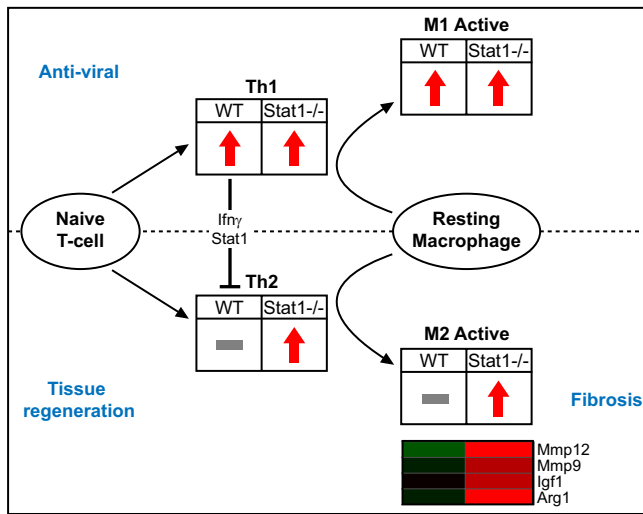 M1 Active
WT Stat1-/-
Anti-viral
Th1
WT Stat1-/-
Naive
T-cell
Ifnγ
Stat1
Resting
Macrophage
Th2
WT Stat1-/-
M2 Active
WT Stat1-/-
Tissue
regeneration
Fibrosis
Mmp12
Mmp9
Igf1
Arg1